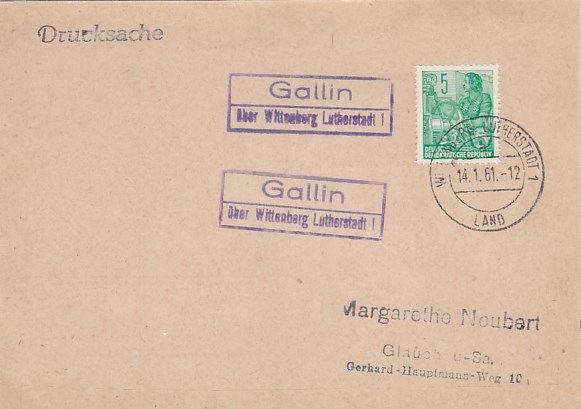 Drucksache
Gallin
über Wittenberg Lutherstadt 1
Gallin
über Wittenberg Lutherstadt 1
5
DEUTSCHE
DEMOKRATISCHE REPUBLIK
LUTHERSTADT 1
14.1.61.-12
LAND
Margarethe Neubert
Gerhard-Hauptmann-Weg 10